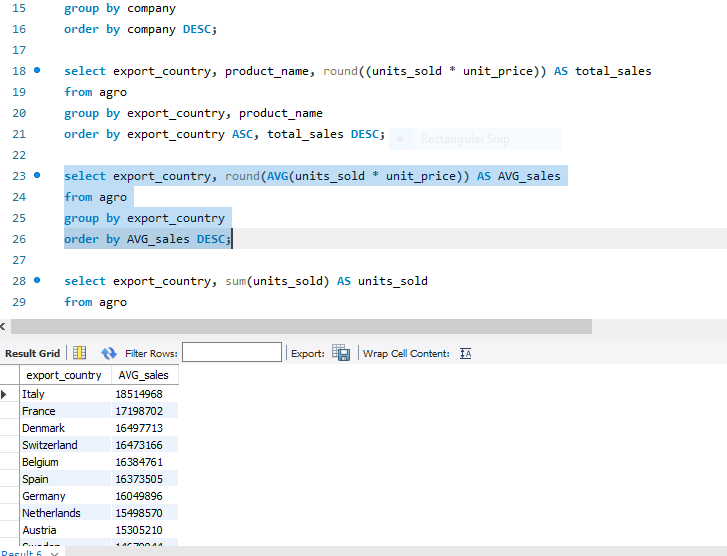 15 group by company
16 order by company DESC;
17
18 select export_country, product_name, round((units_sold * unit_price)) AS total_sales
19 from agro
20 group by export_country, product_name
21 order by export_country ASC, total_sales DESC;
Rectangular Snip
22
23 select export_country, round(AVG(units_sold * unit_price)) AS AVG_sales
24 from agro
25 group by export_country
26 order by AVG_sales DESC;
27
28 select export_country, sum(units_sold) AS units_sold
29 from agro
Result Grid Filter Rows: Export: Wrap Cell Content:
export_country AVG_sales
Italy 18514968
France 17198702
Denmark 16497713
Switzerland 16473166
Belgium 16384761
Spain 16373505
Germany 16049896
Netherlands 15498570
Austria 15305210
Result 6